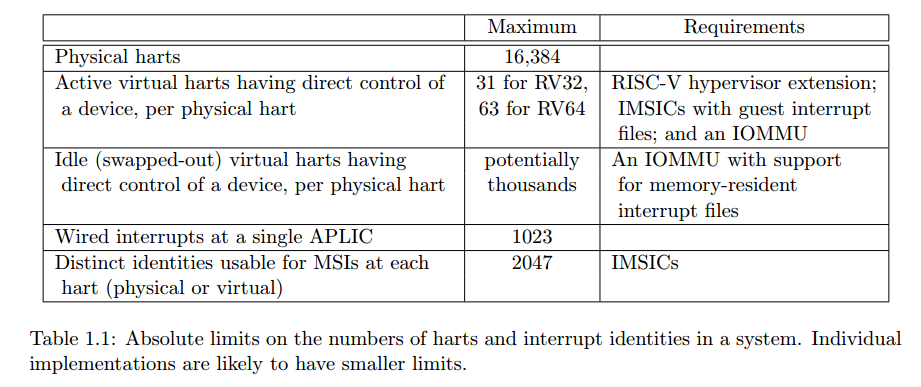 Maximum Requirements
Physical harts 16,384
Active virtual harts having direct control of 31 for RV32, RISC-V hypervisor extension;
a device, per physical hart 63 for RV64 IMSICs with guest interrupt
files; and an IOMMU
Idle (swapped-out) virtual harts having potentially An IOMMU with support
direct control of a device, per physical hart thousands for memory-resident
interrupt files
Wired interrupts at a single APLIC 1023
Distinct identities usable for MSIs at each 2047 IMSICs
hart (physical or virtual)
Table 1.1: Absolute limits on the numbers of harts and interrupt identities in a system. Individual
implementations are likely to have smaller limits.